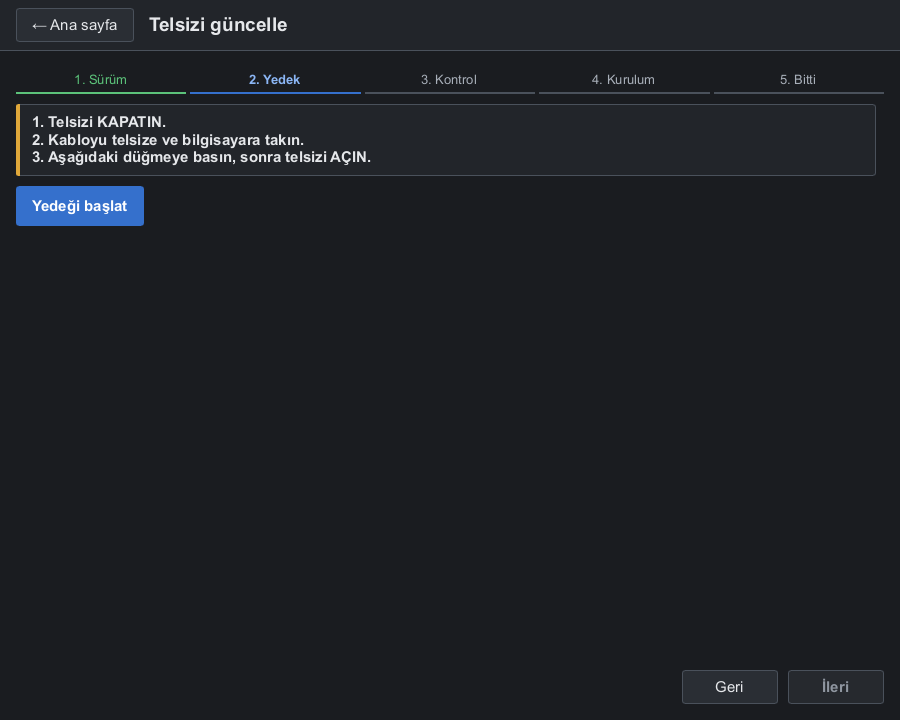 ← Ana sayfa
Telsizi güncelle
1. Sürüm
2. Yedek
3. Kontrol
4. Kurulum
5. Bitti
1. Telsizi KAPATIN.
2. Kabloyu telsize ve bilgisayara takın.
3. Aşağıdaki düğmeye basın, sonra telsizi AÇIN.
Yedeği başlat
Geri
İleri